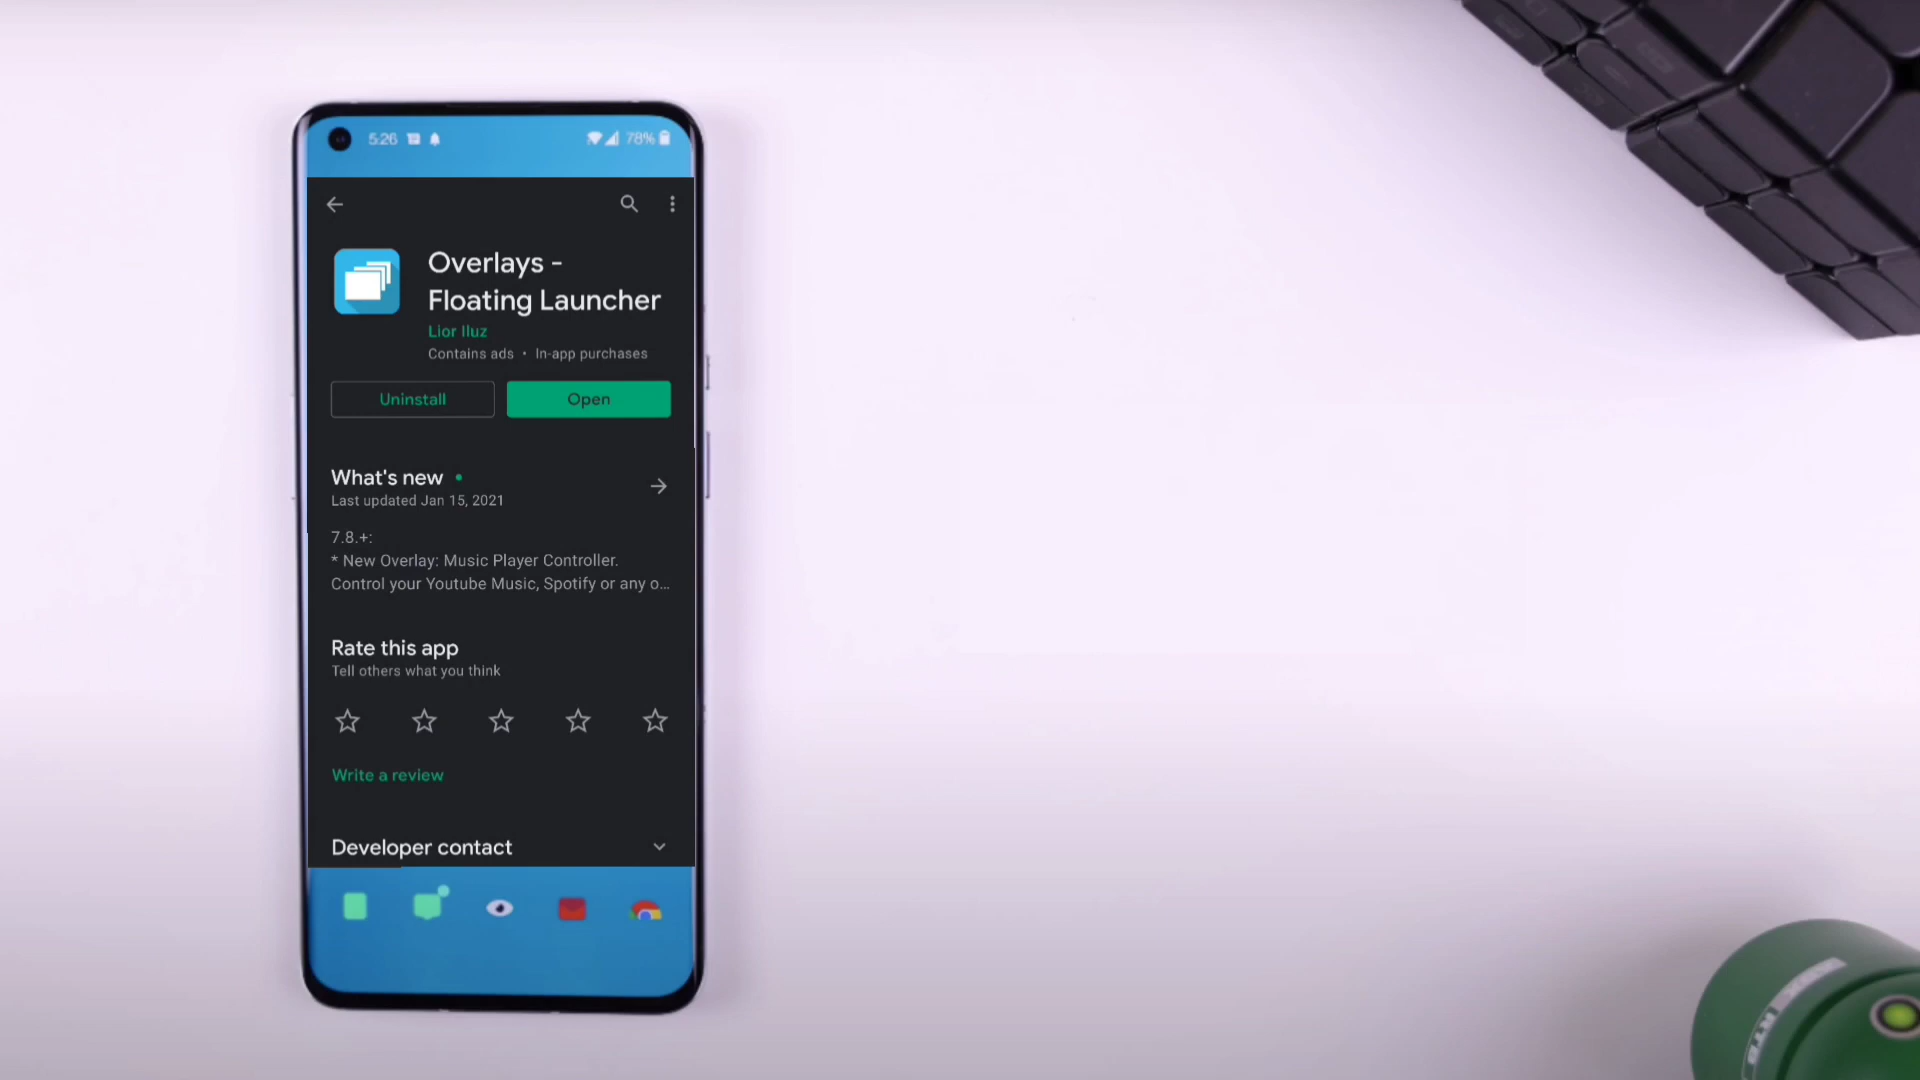 5:26
78%
Overlays -
Floating Launcher
Lior Iluz
Contains ads • In-app purchases
Uninstall
Open
What's new
Last updated Jan 15, 2021
7.8.+:
* New Overlay: Music Player Controller.
Control your Youtube Music, Spotify or any o...
Rate this app
Tell others what you think
Write a review
Developer contact